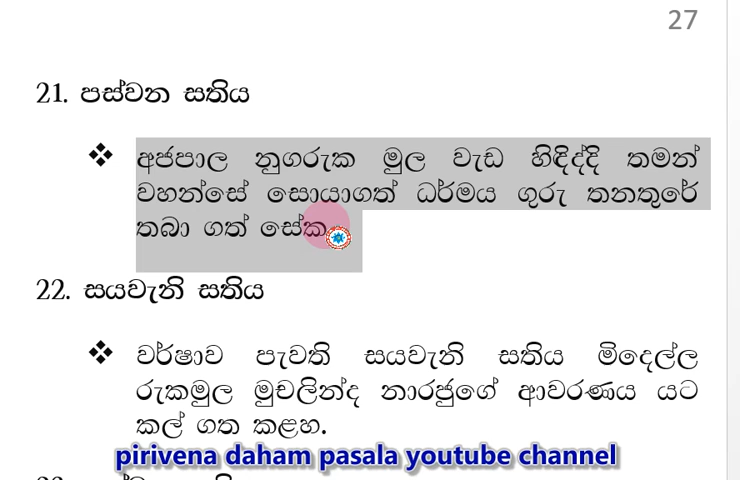 27
21. පස්වන සතිය
❖ අජපාල නුගරුක මුල වැඩ හිඳිද්දි තමන්
වහන්සේ සොයාගත් ධර්මය ගුරු තනතුරේ
තබා ගත් සේක.
22. සයවැනි සතිය
❖ වර්ෂාව පැවති සයවැනි සතිය මිදෙල්ල
රුකමුල මුචලින්ද නාරජුගේ ආවරණය යට
කල් ගත කළහ.
pirivena daham pasala youtube channel